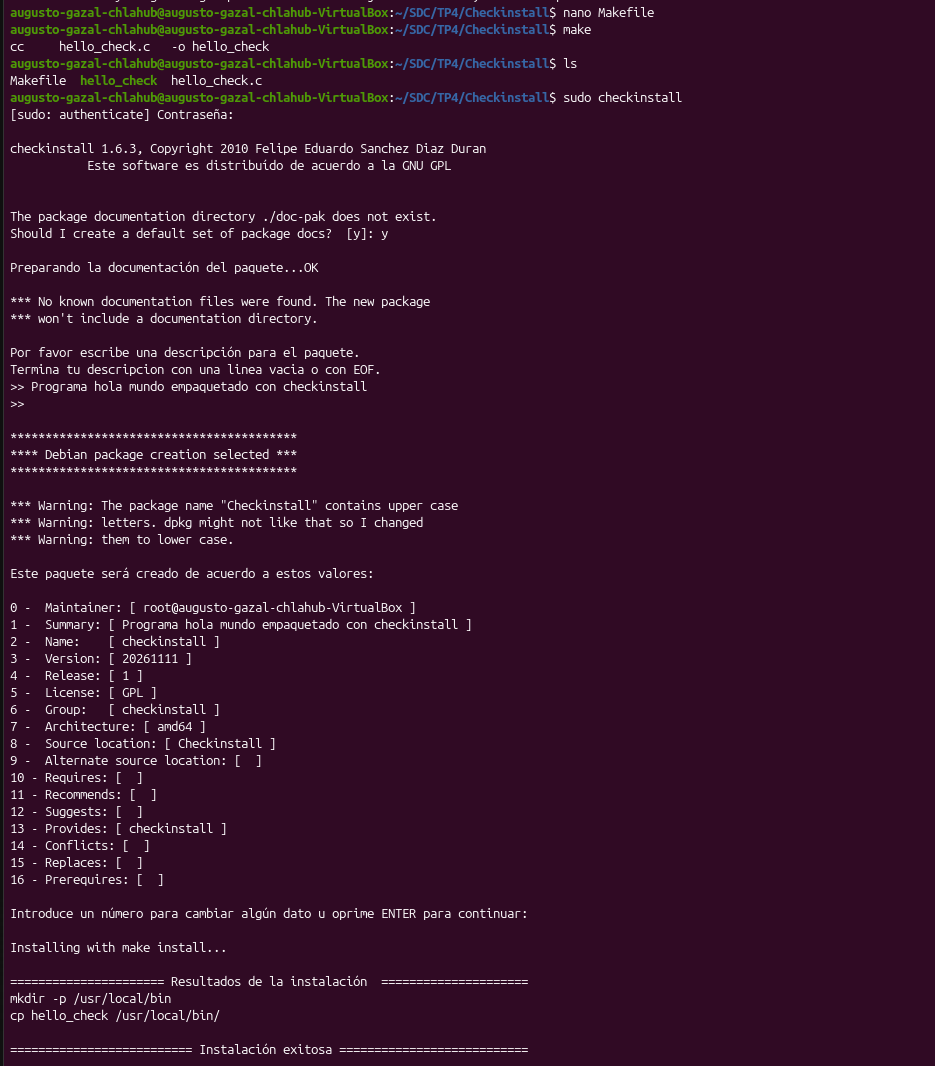 augusto-gazal-chlahub@augusto-gazal-chlahub-VirtualBox:~/SDC/TP4/Checkinstall$ nano Makefile
augusto-gazal-chlahub@augusto-gazal-chlahub-VirtualBox:~/SDC/TP4/Checkinstall$ make
cc     hello_check.c   -o hello_check
augusto-gazal-chlahub@augusto-gazal-chlahub-VirtualBox:~/SDC/TP4/Checkinstall$ ls
Makefile  hello_check  hello_check.c
augusto-gazal-chlahub@augusto-gazal-chlahub-VirtualBox:~/SDC/TP4/Checkinstall$ sudo checkinstall
[sudo: authenticate] Contraseña:
checkinstall 1.6.3, Copyright 2010 Felipe Eduardo Sanchez Diaz Duran
Este software es distribuido de acuerdo a la GNU GPL
The package documentation directory ./doc-pak does not exist.
Should I create a default set of package docs?  [y]: y
Preparando la documentación del paquete...OK
*** No known documentation files were found. The new package
*** won't include a documentation directory.
Por favor escribe una descripción para el paquete.
Termina tu descripcion con una linea vacia o con EOF.
>> Programa hola mundo empaquetado con checkinstall
>>
*****************************************
**** Debian package creation selected ***
*****************************************
*** Warning: The package name "Checkinstall" contains upper case
*** Warning: letters. dpkg might not like that so I changed
*** Warning: them to lower case.
Este paquete será creado de acuerdo a estos valores:
0 -  Maintainer: [ root@augusto-gazal-chlahub-VirtualBox ]
1 -  Summary: [ Programa hola mundo empaquetado con checkinstall ]
2 -  Name:    [ checkinstall ]
3 -  Version: [ 20261111 ]
4 -  Release: [ 1 ]
5 -  License: [ GPL ]
6 -  Group:   [ checkinstall ]
7 -  Architecture: [ amd64 ]
8 -  Source location: [ Checkinstall ]
9 -  Alternate source location: [  ]
10 - Requires: [  ]
11 - Recommends: [  ]
12 - Suggests: [  ]
13 - Provides: [ checkinstall ]
14 - Conflicts: [  ]
15 - Replaces: [  ]
16 - Prerequires: [  ]
Introduce un número para cambiar algún dato u oprime ENTER para continuar:
Installing with make install...
====================== Resultados de la instalación  =====================
mkdir -p /usr/local/bin
cp hello_check /usr/local/bin/
========================== Instalación exitosa ===========================